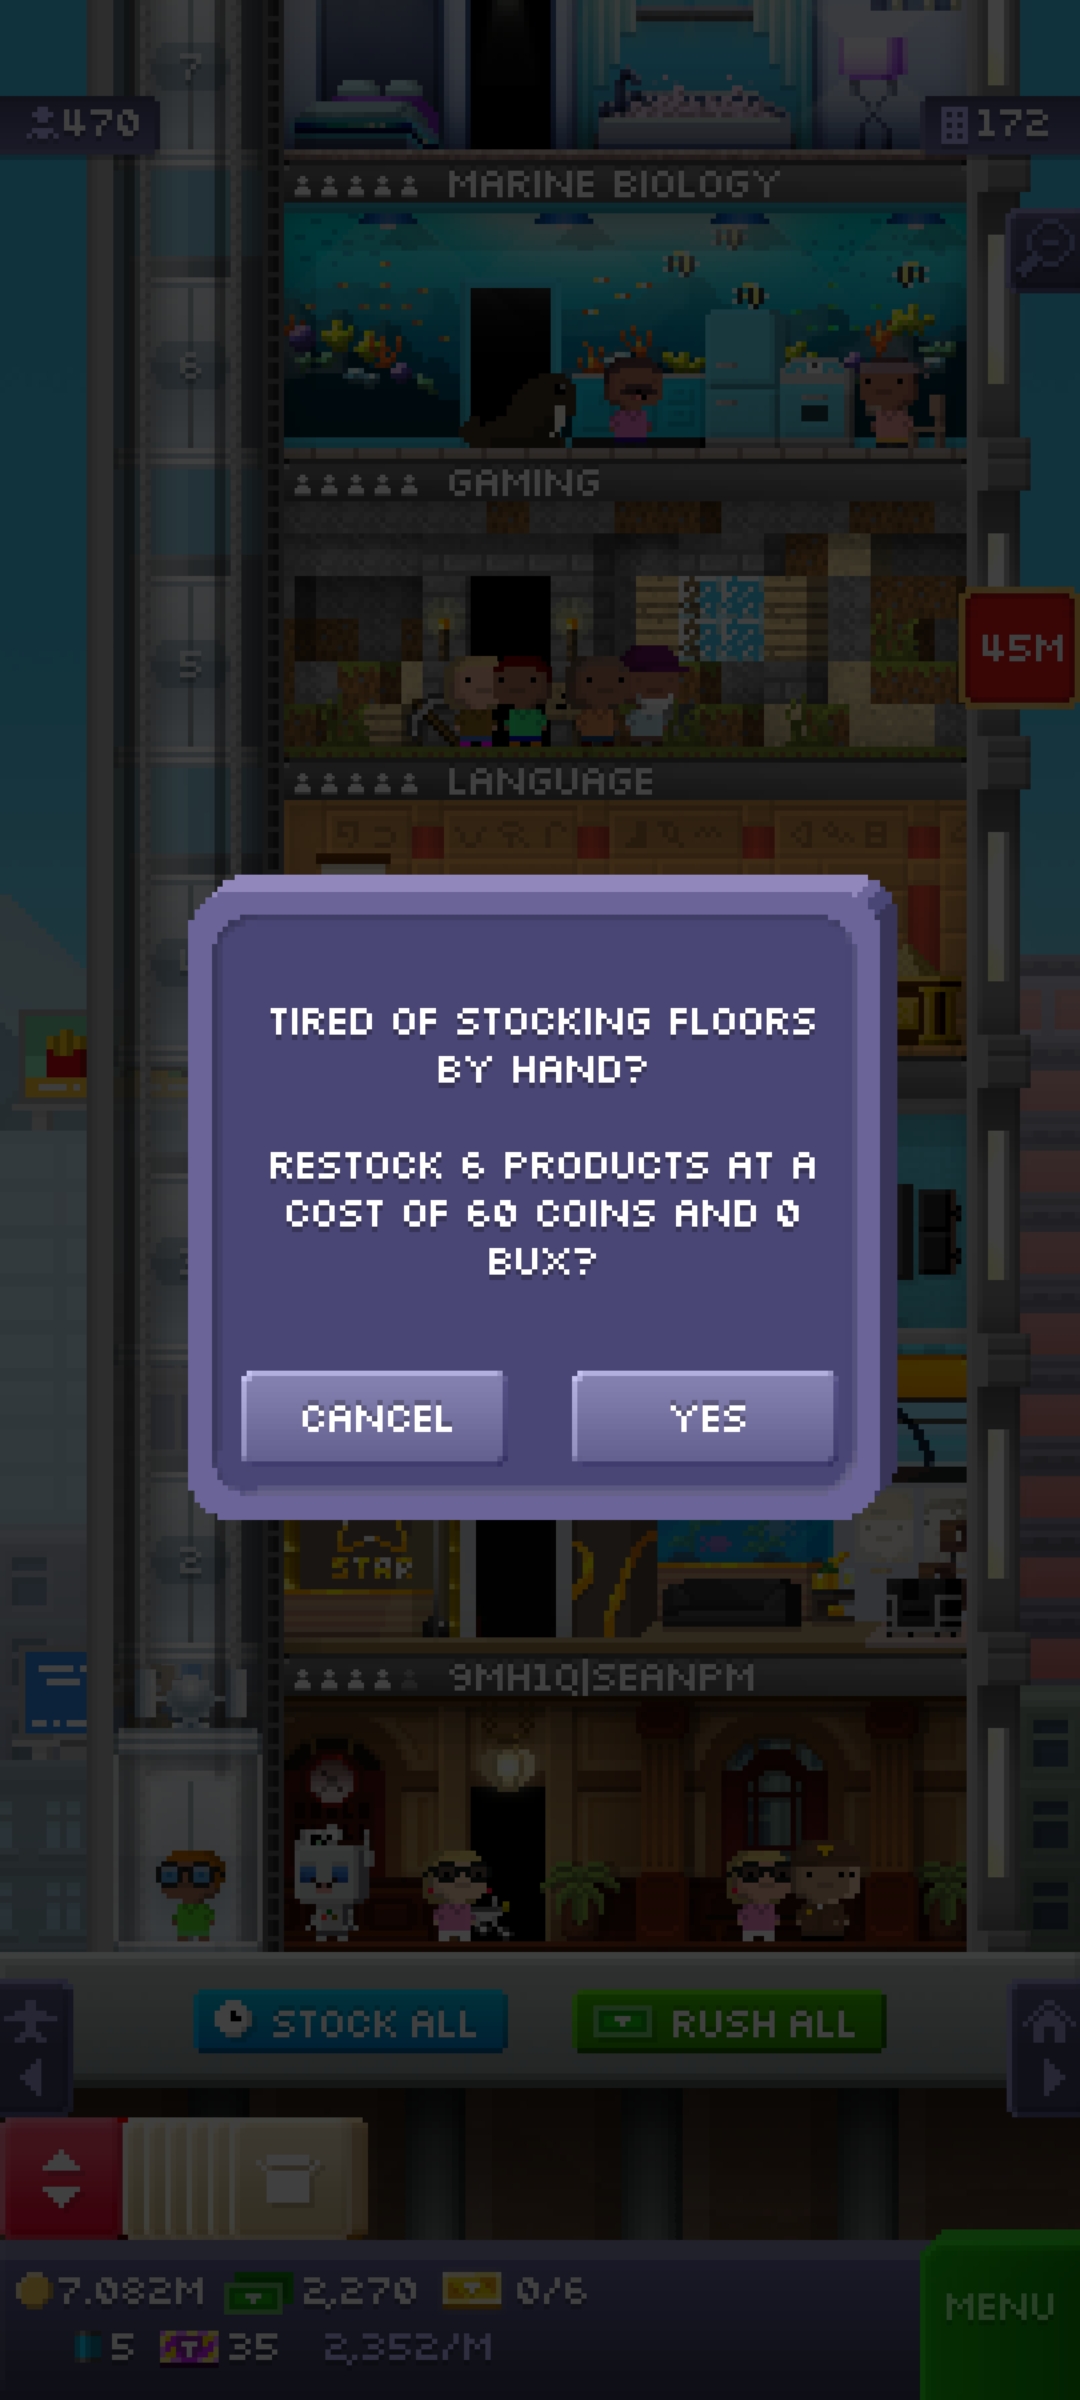 7
470
172
MARINE BIOLOGY
6
GAMING
45M
5
LANGUAGE
TIRED OF STOCKING FLOORS
BY HAND?
RESTOCK 6 PRODUCTS AT A
COST OF 60 COINS AND 0
BUX?
CANCEL
YES
2
STAR
9MH1Q|SEANPM
STOCK ALL
RUSH ALL
7.082M
2,270
0/6
MENU
5
T
35
2,352/M